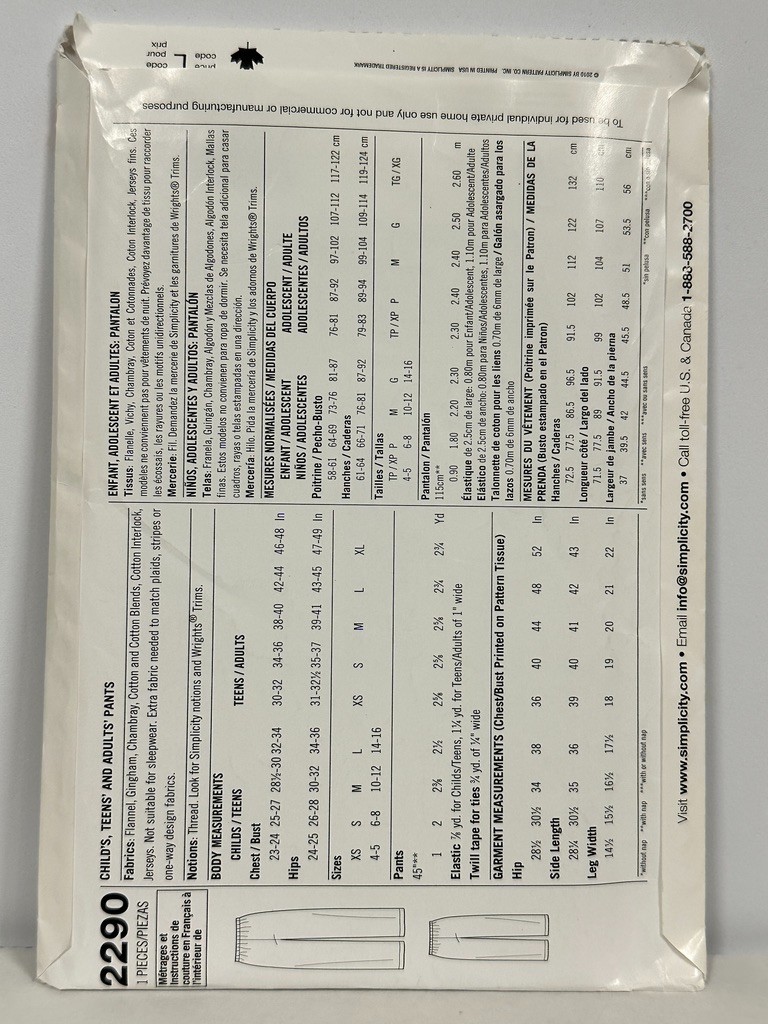 2290
1 PIECES/PIEZAS
Métrages et
Instructions de
couture en Français à
l'intérieur de
CHILD'S, TEENS' AND ADULTS' PANTS
Fabrics: Flannel, Gingham, Chambray, Cotton and Cotton Blends, Cotton Interlock,
Jerseys. Not suitable for sleepwear. Extra fabric needed to match plaids, stripes or
one-way design fabrics.
Notions: Thread. Look for Simplicity notions and Wrights® Trims.
BODY MEASUREMENTS
CHILDS / TEENS TEENS / ADULTS
Chest / Bust
23-24 25-27 28½-30 32-34 30-32 34-36 38-40 42-44 46-48 In
Hips
24-25 26-28 30-32 34-36 31-32½ 35-37 39-41 43-45 47-49 In
Sizes
XS S M L XS S M L XL
4-5 6-8 10-12 14-16
Pants
45"**
1 2 2⅜ 2½ 2⅝ 2⅝ 2⅝ 2¾ 2¾ Yd
Elastic ⅞ yd. for Childs/Teens, 1¼ yd. for Teens/Adults of 1" wide
Twill tape for ties ¾ yd. of ¼" wide
GARMENT MEASUREMENTS (Chest/Bust Printed on Pattern Tissue)
Hip
28½ 30½ 34 38 36 40 44 48 52 In
Side Length
28¼ 30½ 35 36 39 40 41 42 43 In
Leg Width
14½ 15½ 16½ 17½ 18 19 20 21 22 In
*without nap **with nap ***with or without nap
ENFANT, ADOLESCENT ET ADULTES: PANTALON
Tissus: Flanelle, Vichy, Chambray, Coton et Cotonnades, Coton Interlock, Jerseys fins. Ces
modèles ne conviennent pas pour vêtements de nuit. Prévoyez davantage de tissu pour raccorder
les écossais, les rayures ou les motifs unidirectionnels.
Mercerie: Fil. Demandez la mercerie de Simplicity et les garnitures de Wrights® Trims.
NIÑOS, ADOLESCENTES Y ADULTOS: PANTALÓN
Telas: Franela, Guingán, Chambray, Algodón y Mezclas de Algodones, Algodón Interlock, Mallas
finas. Estos modelos no convienen para ropa de dormir. Se necesita tela adicional para casar
cuadros, rayas o telas estampadas en una dirección.
Mercería: Hilo. Pida la mercería de Simplicity y los adornos de Wrights® Trims.
MESURES NORMALISÉES / MEDIDAS DEL CUERPO
ENFANT / ADOLESCENT ADOLESCENT / ADULTE
NIÑOS / ADOLESCENTES ADOLESCENTES / ADULTOS
Poitrine / Pecho-Busto
58-61 64-69 73-76 81-87 76-81 87-92 97-102 107-112 117-122 cm
Hanches / Caderas
61-64 66-71 76-81 87-92 79-83 89-94 99-104 109-114 119-124 cm
Tailles / Tallas
TP / XP P M G TP / XP P M G TG / XG
4-5 6-8 10-12 14-16
Pantalon / Pantalón
115cm**
0.90 1.80 2.20 2.30 2.30 2.40 2.40 2.50 2.60 m
Élastique de 2.5cm de large: 0.80m pour Enfant/Adolescent, 1.10m pour Adolescent/Adulte
Elástico de 2.5cm de ancho: 0.80m para Niños/Adolescentes, 1.10m para Adolescentes/Adultos
Talonnette de coton pour les liens 0.70m de 6mm de large / Galón asargado para los
lazos 0.70m de 6mm de ancho
MESURES DU VÊTEMENT (Poitrine imprimée sur le Patron) / MEDIDAS DE LA
PRENDA (Busto estampado en el Patron)
Hanches / Caderas
72.5 77.5 86.5 96.5 91.5 102 112 122 132 cm
Longueur côté / Largo del lado
71.5 77.5 89 91.5 99 102 104 107 110 cm
Largeur de jambe / Ancho de la pierna
37 39.5 42 44.5 45.5 48.5 51 53.5 56 cm
*sans sens **avec sens ***avec ou sans sens *sin pelusa **con pelusa
Visit www.simplicity.com • Email info@simplicity.com • Call toll-free U.S. & Canada 1-888-588-2700
To be used for individual private home use only and not for commercial or manufacturing purposes
© 2010 BY SIMPLICITY PATTERN CO. INC. PRINTED IN USA SIMPLICITY IS A REGISTERED TRADEMARK
price
code
L
code
pour
prix